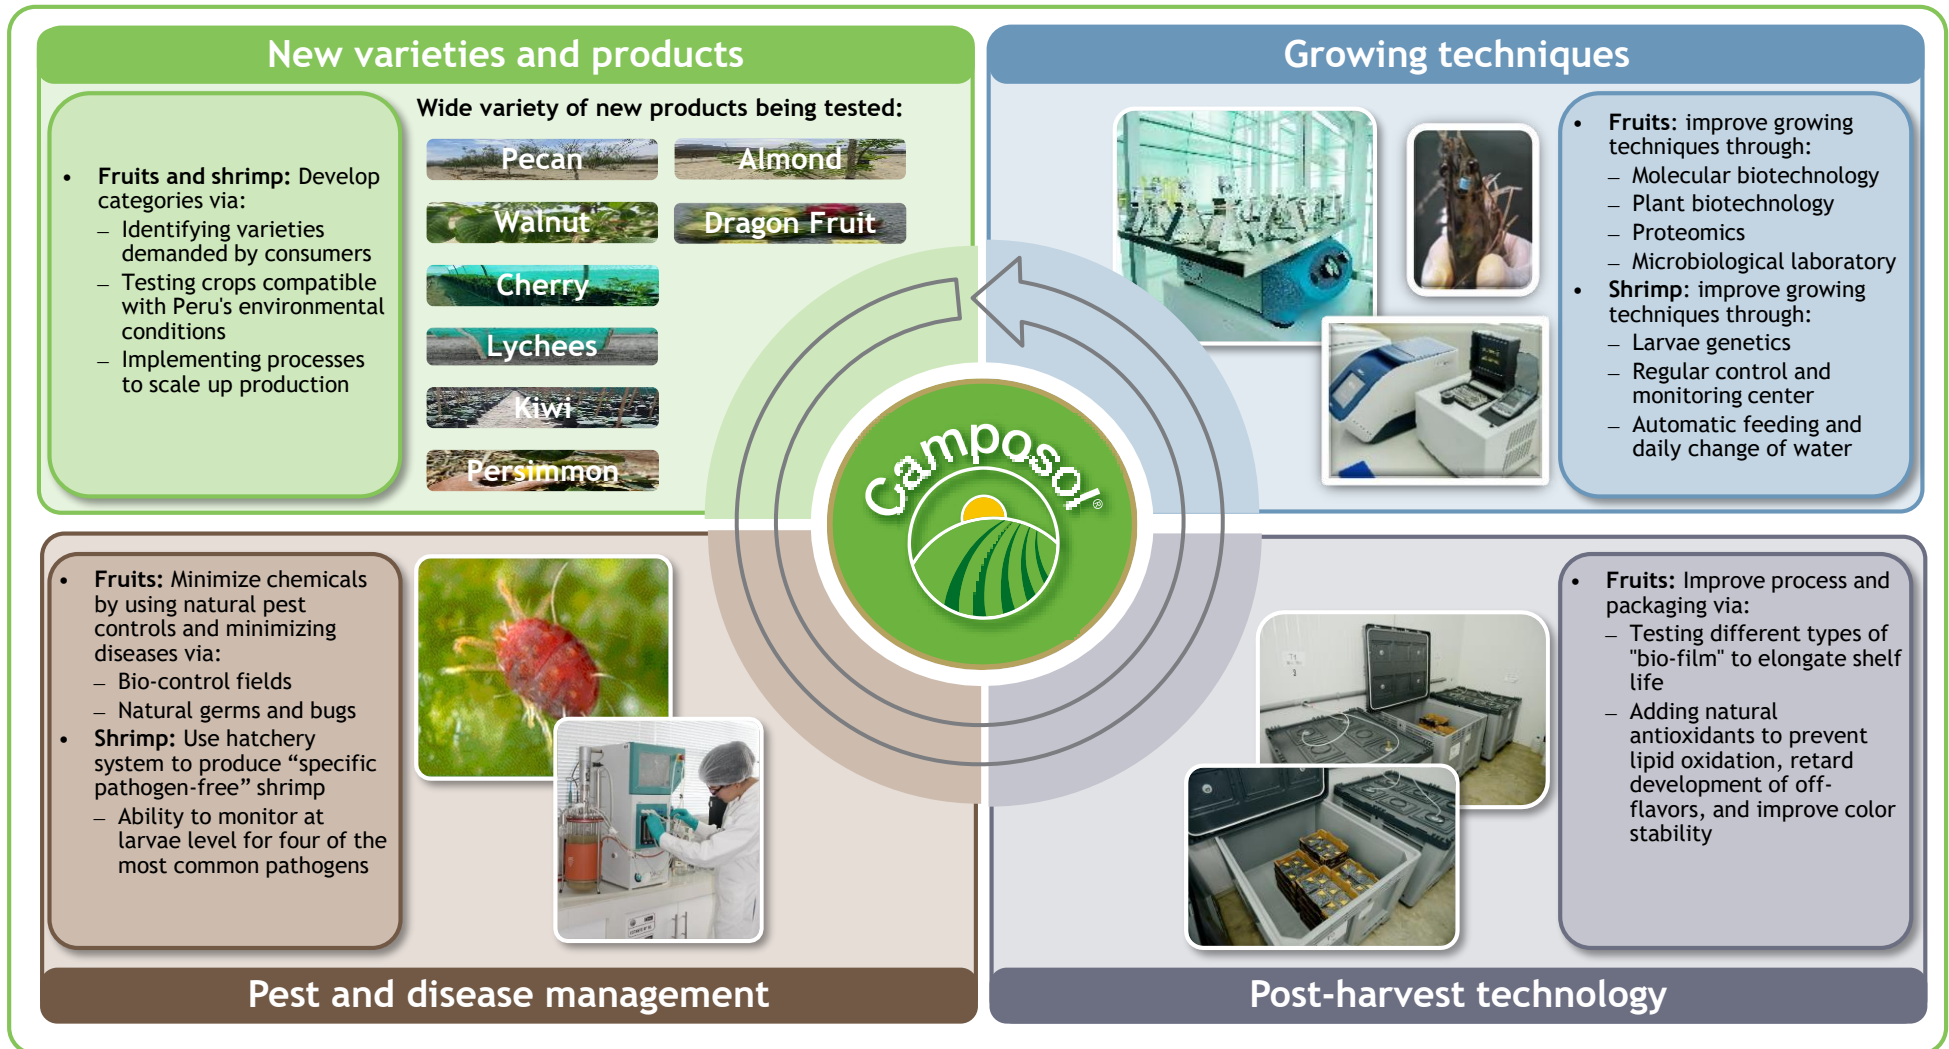 New varieties and products
• Fruits and shrimp: Develop
categories via:
– Identifying varieties
demanded by consumers
– Testing crops compatible
with Peru's environmental
conditions
– Implementing processes
to scale up production
Wide variety of new products being tested:
Pecan
Almond
Walnut
Dragon Fruit
Cherry
Lychees
Kiwi
Persimmon
Growing techniques
• Fruits: improve growing
techniques through:
– Molecular biotechnology
– Plant biotechnology
– Proteomics
– Microbiological laboratory
• Shrimp: improve growing
techniques through:
– Larvae genetics
– Regular control and
monitoring center
– Automatic feeding and
daily change of water
Camposol®
• Fruits: Minimize chemicals
by using natural pest
controls and minimizing
diseases via:
– Bio-control fields
– Natural germs and bugs
• Shrimp: Use hatchery
system to produce “specific
pathogen-free” shrimp
– Ability to monitor at
larvae level for four of the
most common pathogens
Pest and disease management
• Fruits: Improve process and
packaging via:
– Testing different types of
"bio-film" to elongate shelf
life
– Adding natural
antioxidants to prevent
lipid oxidation, retard
development of off-
flavors, and improve color
stability
Post-harvest technology